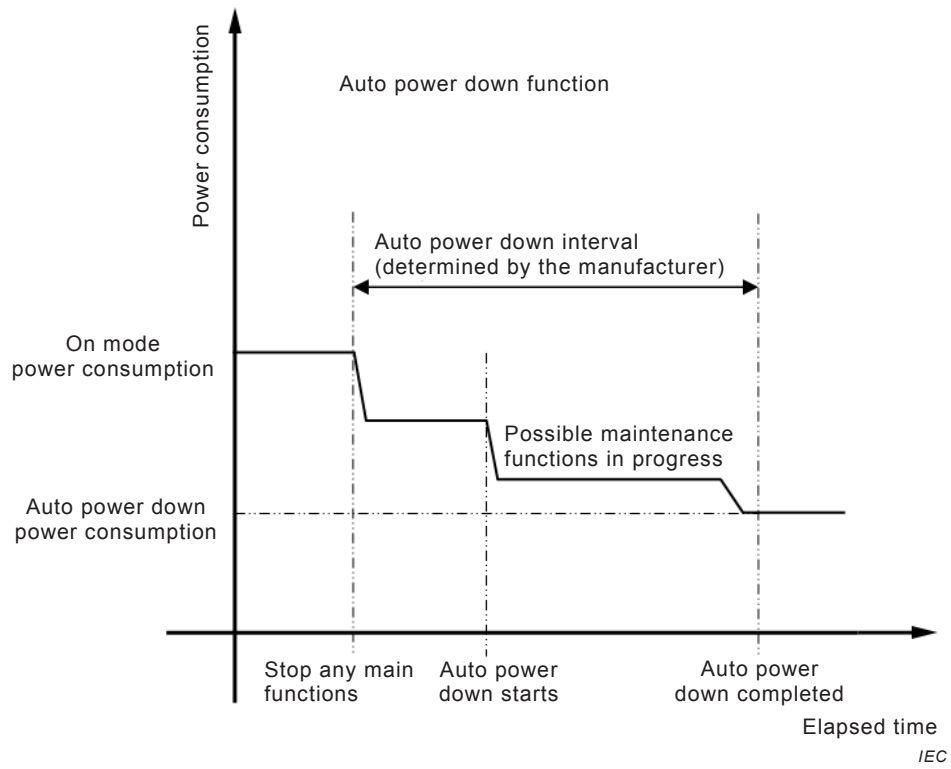 Power consumption
Auto power down function
Auto power down interval
(determined by the manufacturer)
On mode
power consumption
Possible maintenance
functions in progress
Auto power down
power consumption
Stop any main
functions
Auto power
down starts
Auto power
down completed
Elapsed time
IEC